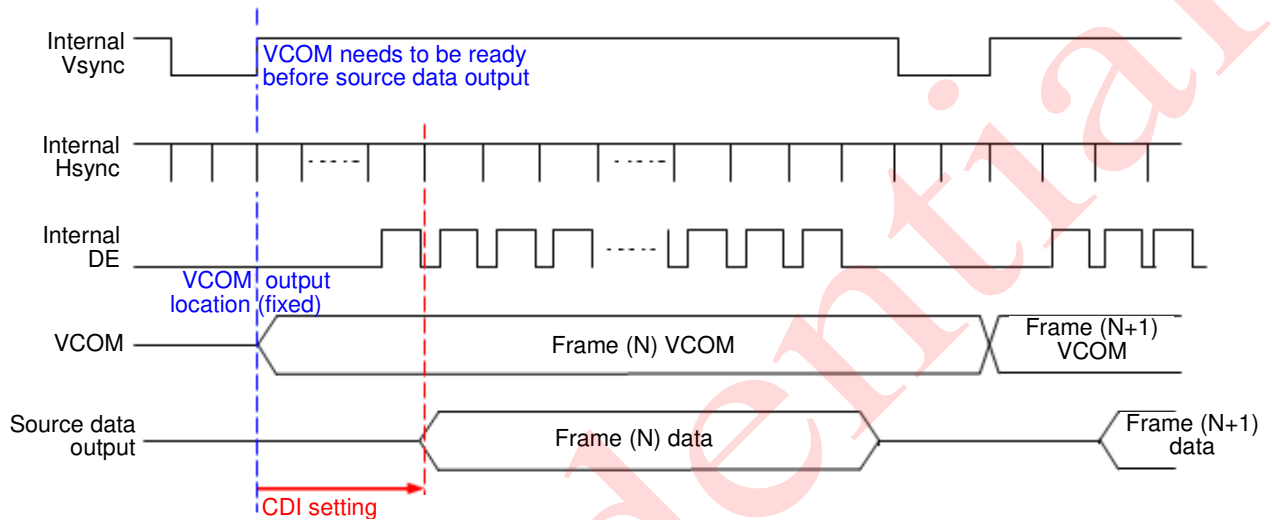 Internal
Vsync
VCOM needs to be ready
before source data output
Internal
Hsync
Internal
DE
VCOM output
location (fixed)
VCOM
Frame (N) VCOM
Frame (N+1)
VCOM
Source data
output
Frame (N) data
Frame (N+1)
data
CDI setting
dential